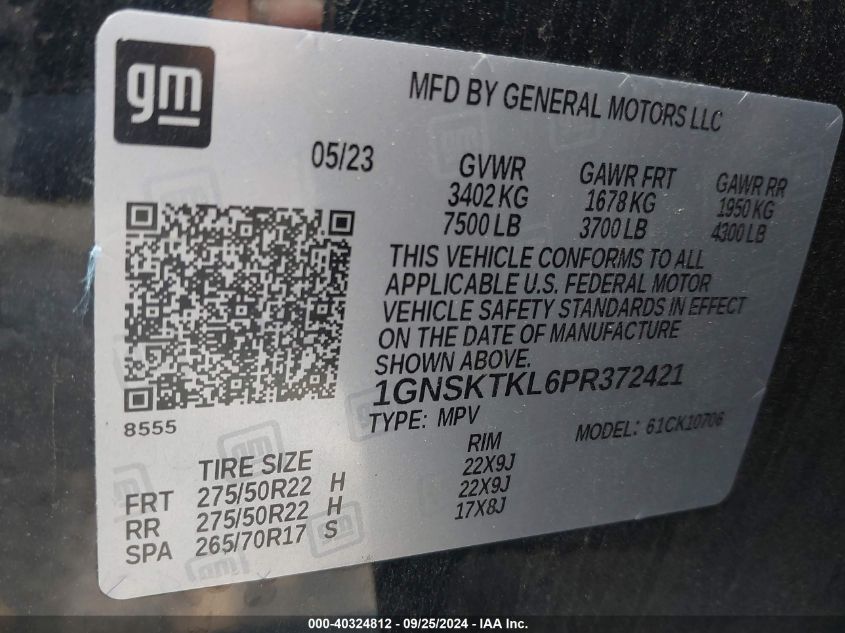 gm
MFD BY GENERAL MOTORS LLC
05/23 GVWR GAWR FRT GAWR RR
3402 KG 1678 KG 1950 KG
7500 LB 3700 LB 4300 LB
THIS VEHICLE CONFORMS TO ALL
APPLICABLE U.S. FEDERAL MOTOR
VEHICLE SAFETY STANDARDS IN EFFECT
ON THE DATE OF MANUFACTURE
SHOWN ABOVE.
1GNSKTKL6PR372421
8555
TYPE: MPV MODEL: 61CK10706
TIRE SIZE RIM
FRT 275/50R22 H 22X9J
RR 275/50R22 H 22X9J
SPA 265/70R17 S 17X8J
000-40324812 - 09/25/2024 - IAAI, Inc.